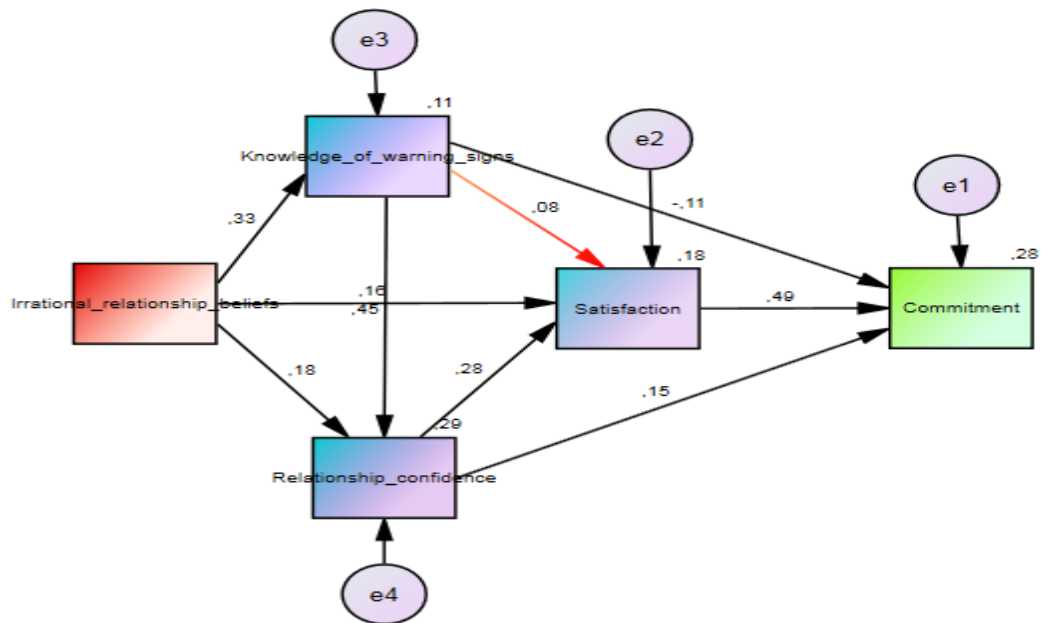 e3
,11
Knowledge_of_warning_signs
e2
e1
,08
-,11
,33
,18
,28
Irrational_relationship_beliefs
,16
,45
Satisfaction
,49
Commitment
,18
,28
,15
,29
Relationship_confidence
e4